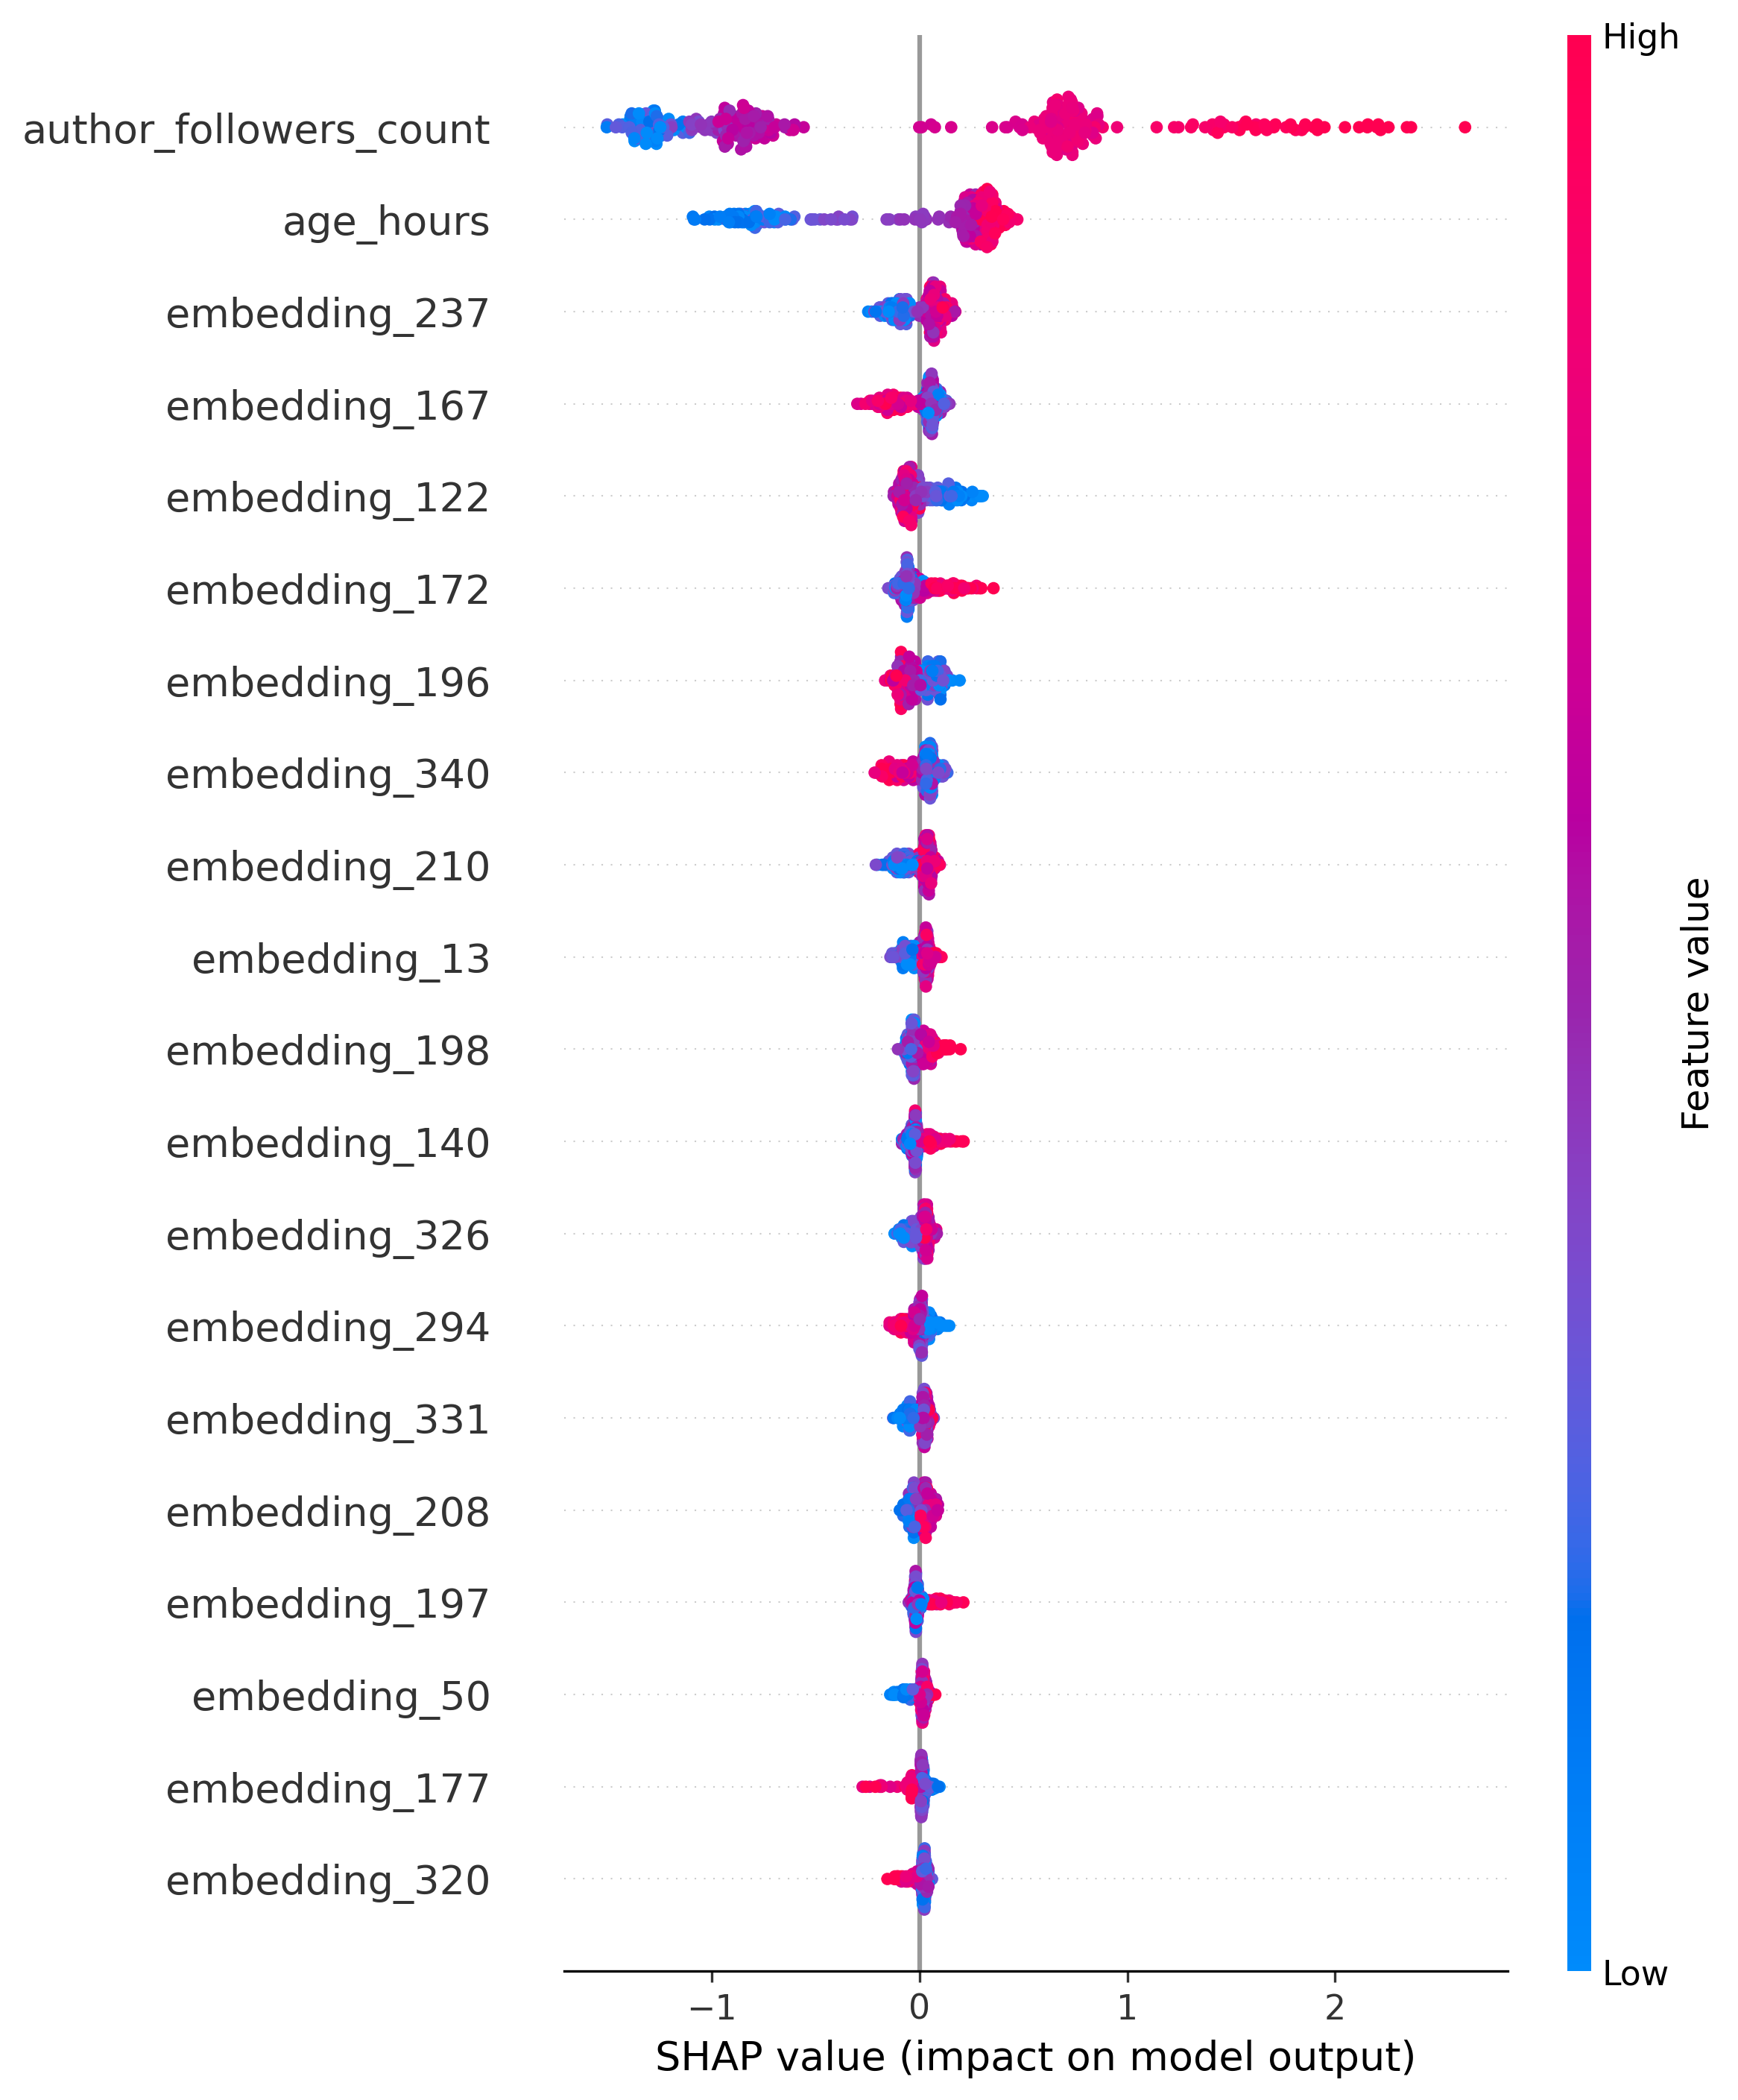 High
author_followers_count
age_hours
embedding_237
embedding_167
embedding_122
embedding_172
embedding_196
embedding_340
embedding_210
embedding_13
embedding_198
embedding_140
embedding_326
embedding_294
embedding_331
embedding_208
embedding_197
embedding_50
embedding_177
embedding_320
Feature value
Low
−1 0 1 2
SHAP value (impact on model output)